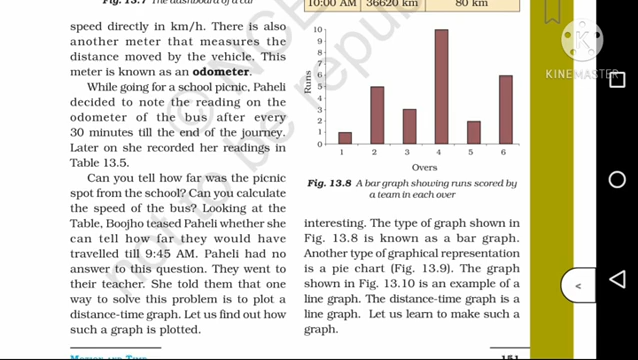 Fig. 13.7 The dashboard of a car
speed directly in km/h. There is also
another meter that measures the
distance moved by the vehicle. This
meter is known as an odometer.
While going for a school picnic, Paheli
decided to note the reading on the
odometer of the bus after every
30 minutes till the end of the journey.
Later on she recorded her readings in
Table 13.5.
Can you tell how far was the picnic
spot from the school? Can you calculate
the speed of the bus? Looking at the
Table, Boojho teased Paheli whether she
can tell how far they would have
travelled till 9:45 AM. Paheli had no
answer to this question. They went to
their teacher. She told them that one
way to solve this problem is to plot a
distance-time graph. Let us find out how
such a graph is plotted.
10:00 AM 36620 km 80 km
Runs
10
9
8
7
6
5
4
3
2
1
0
1 2 3 4 5 6
Overs
Fig. 13.8 A bar graph showing runs scored by
a team in each over
interesting. The type of graph shown in
Fig. 13.8 is known as a bar graph.
Another type of graphical representation
is a pie chart (Fig. 13.9). The graph
shown in Fig. 13.10 is an example of a
line graph. The distance-time graph is a
line graph. Let us learn to make such a
graph.
MOTION AND TIME
151
not to be republ
©
KINEMASTER
<